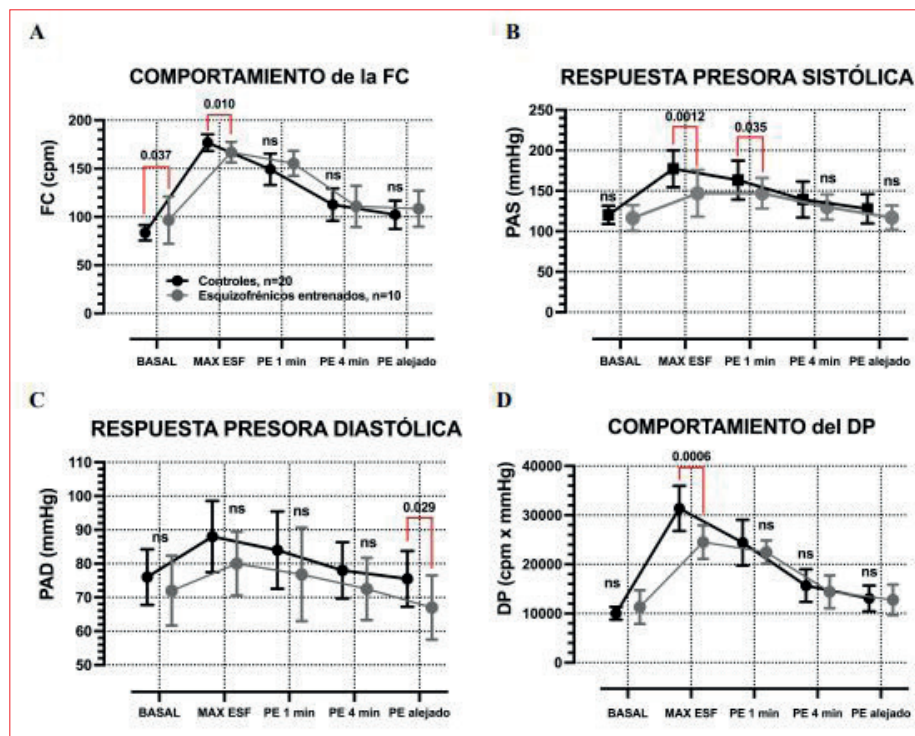 A
COMPORTAMIENTO de la FC
FC (cpm)
200
150
100
50
0
0.037
0.010
ns
ns
ns
Controles, n=20
Esquizofrénicos entrenados, n=10
BASAL MAX ESF PE 1 min PE 4 min PE alejado
B
RESPUESTA PRESORA SISTÓLICA
PAS (mmHg)
250
200
150
100
50
0
ns
0.0012
0.035
ns
ns
BASAL MAX ESF PE 1 min PE 4 min PE alejado
C
RESPUESTA PRESORA DIASTÓLICA
PAD (mmHg)
110
100
90
80
70
60
50
ns
ns
ns
ns
0.029
BASAL MAX ESF PE 1 min PE 4 min PE alejado
D
COMPORTAMIENTO del DP
DP (cpm x mmHg)
40000
30000
20000
10000
0
ns
0.0006
ns
ns
ns
BASAL MAX ESF PE 1 min PE 4 min PE alejado